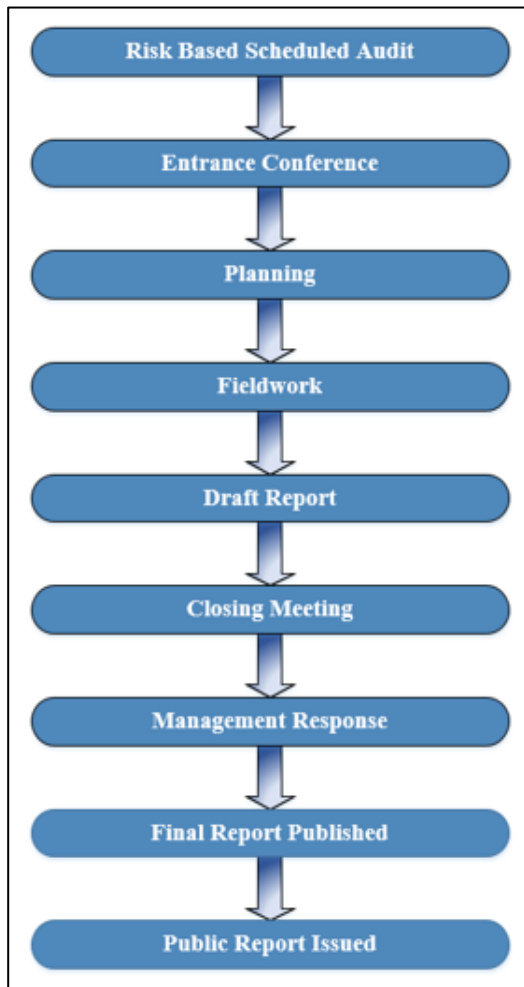 Risk Based Scheduled Audit
Entrance Conference
Planning
Fieldwork
Draft Report
Closing Meeting
Management Response
Final Report Published
Public Report Issued